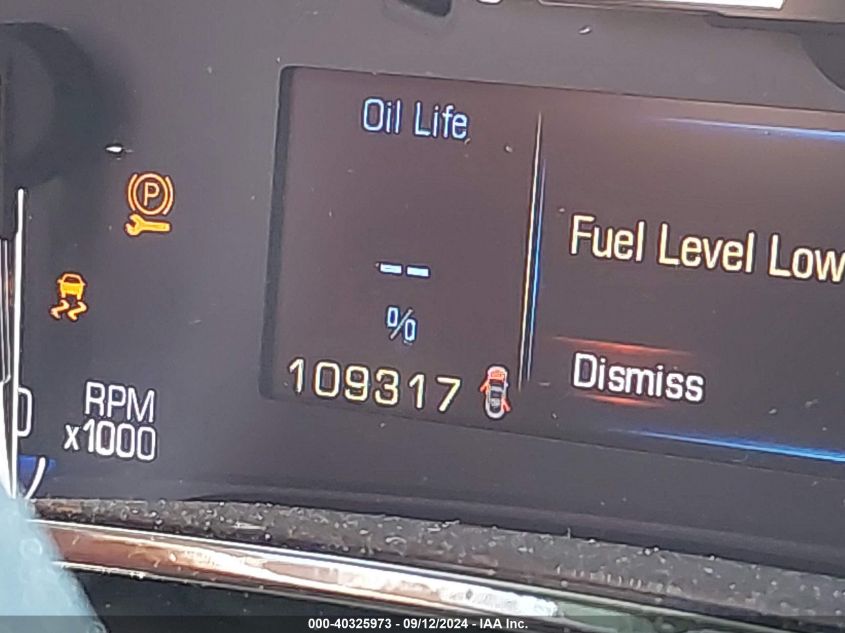 Oil Life
P
Fuel Level Low
--
%
Dismiss
109317
RPM
x1000
000-40325973 - 09/12/2024 - IAA Inc.